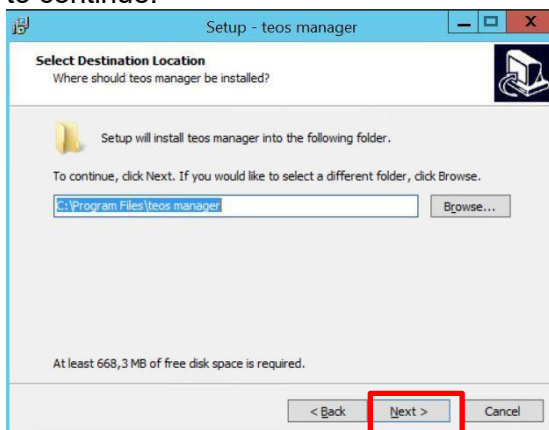 to continue.
Setup - teos manager
Select Destination Location
Where should teos manager be installed?
Setup will install teos manager into the following folder.
To continue, click Next. If you would like to select a different folder, click Browse.
C:\Program Files\teos manager
Browse...
At least 668,3 MB of free disk space is required.
< Back Next > Cancel